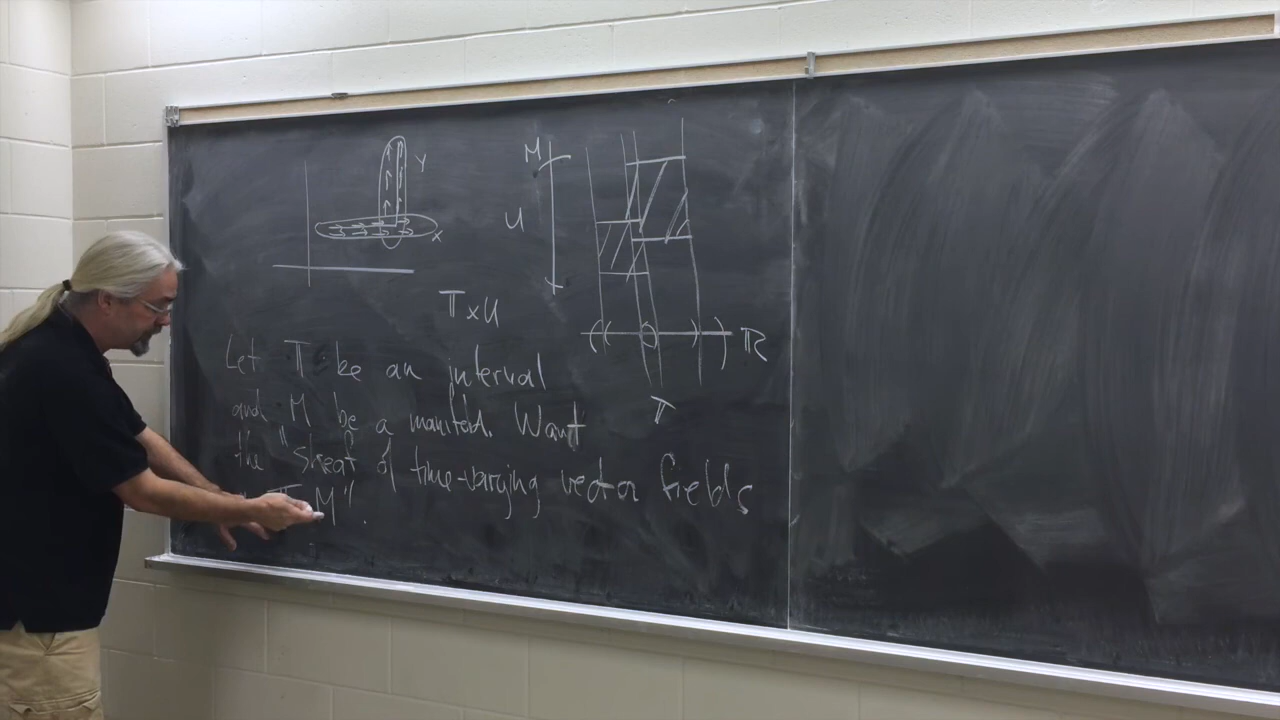 Y
X
M
U
𝕋×U
ℝ
𝕋
Let 𝕋 be an interval
and M be a manifold. Want
the "sheaf of time-varying vector fields
𝕋 M".